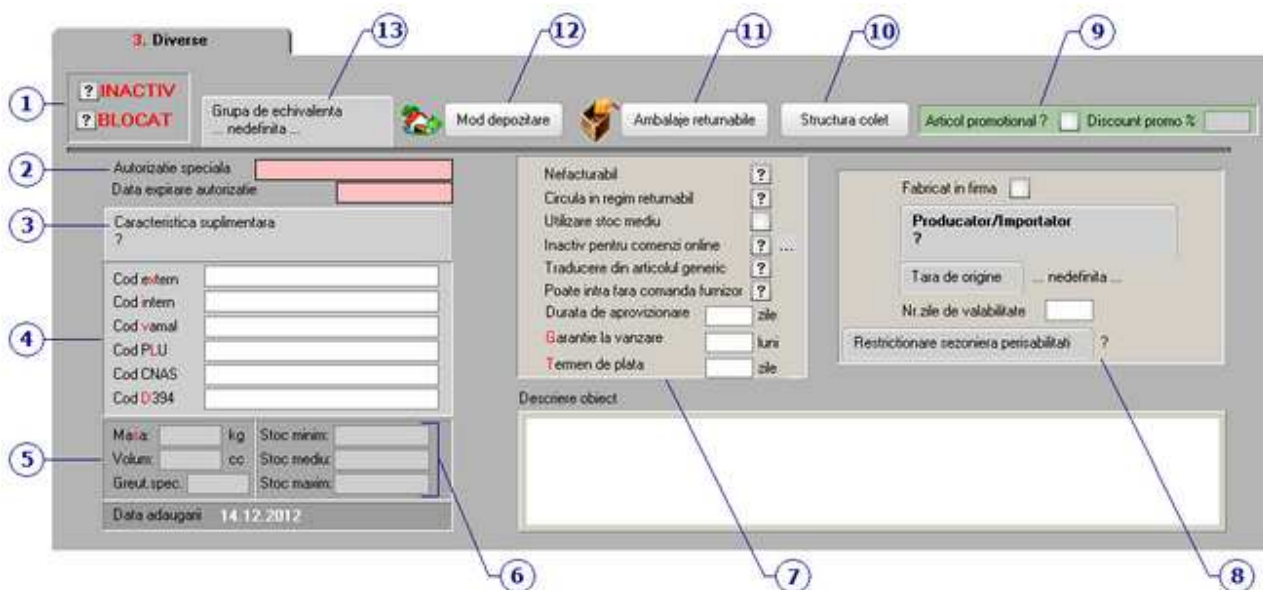 13
12
11
10
9
3. Diverse
1
? INACTIV
? BLOCAT
Grupa de echivalenta
... nedefinita ...
Mod depozitare
Ambalaje returnabile
Structura colet
Articol promotional ?
Discount promo %
2
Autorizatie speciala
Data expirare autorizatie
3
Caracteristica suplimentara
?
4
Cod extern
Cod intern
Cod vamal
Cod PLU
Cod CNAS
Cod D394
5
Masa: kg
Volum: cc
Greut.spec.
Stoc minim:
Stoc mediu:
Stoc maxim:
Data adaugarii 14.12.2012
6
Nefacturabil ?
Circula in regim returnabil ?
Utilizare stoc mediu
Inactiv pentru comenzi online ? ...
Traducere din articolul generic ?
Poate intra fara comanda furnizor ?
Durata de aprovizionare zile
Garantie la vanzare luni
Termen de plata zile
7
Descriere obiect
Fabricat in firma
Producator/Importator
?
Tara de origine ... nedefinita ...
Nr.zile de valabilitate
Restrictionare sezoniera perisabilitati ?
8